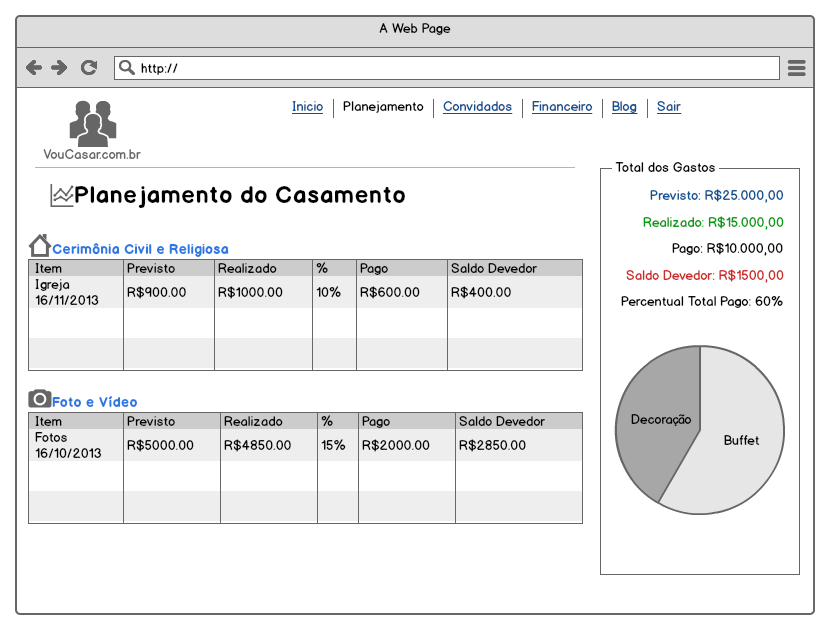 A Web Page
http://
Inicio Planejamento Convidados Financeiro Blog Sair
VouCasar.com.br
Planejamento do Casamento
Cerimônia Civil e Religiosa
Item Previsto Realizado % Pago Saldo Devedor
Igreja
16/11/2013 R$900.00 R$1000.00 10% R$600.00 R$400.00
Foto e Vídeo
Item Previsto Realizado % Pago Saldo Devedor
Fotos
16/10/2013 R$5000.00 R$4850.00 15% R$2000.00 R$2850.00
Total dos Gastos
Previsto: R$25.000,00
Realizado: R$15.000,00
Pago: R$10.000,00
Saldo Devedor: R$1500,00
Percentual Total Pago: 60%
Decoração
Buffet